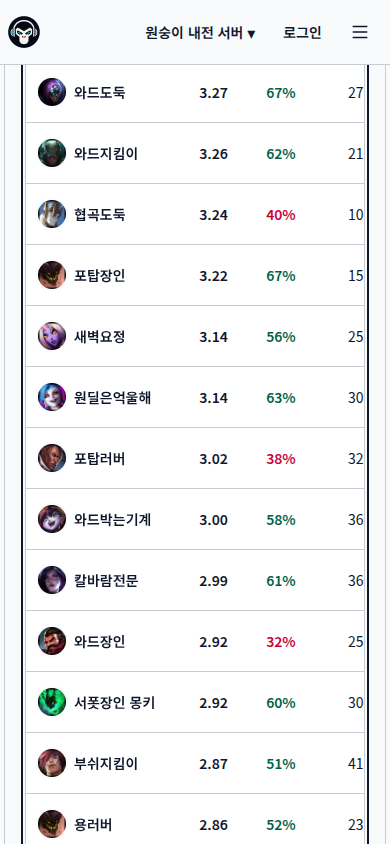 원숭이 내전 서버 ▾ 로그인
와드도둑 3.27 67% 27
와드지킴이 3.26 62% 21
협곡도둑 3.24 40% 10
포탑장인 3.22 67% 15
새벽요정 3.14 56% 25
원딜은억울해 3.14 63% 30
포탑러버 3.02 38% 32
와드박는기계 3.00 58% 36
칼바람전문 2.99 61% 36
와드장인 2.92 32% 25
서폿장인 몽키 2.92 60% 30
부쉬지킴이 2.87 51% 41
용러버 2.86 52% 23